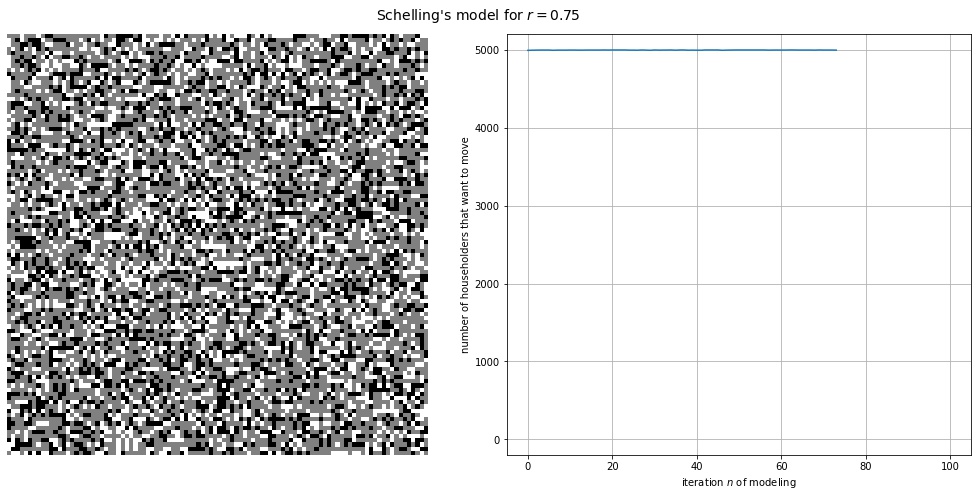 Schelling's model for r = 0.75
number of householders that want to move
5000
4000
3000
2000
1000
0
0 20 40 60 80 100
iteration n of modeling